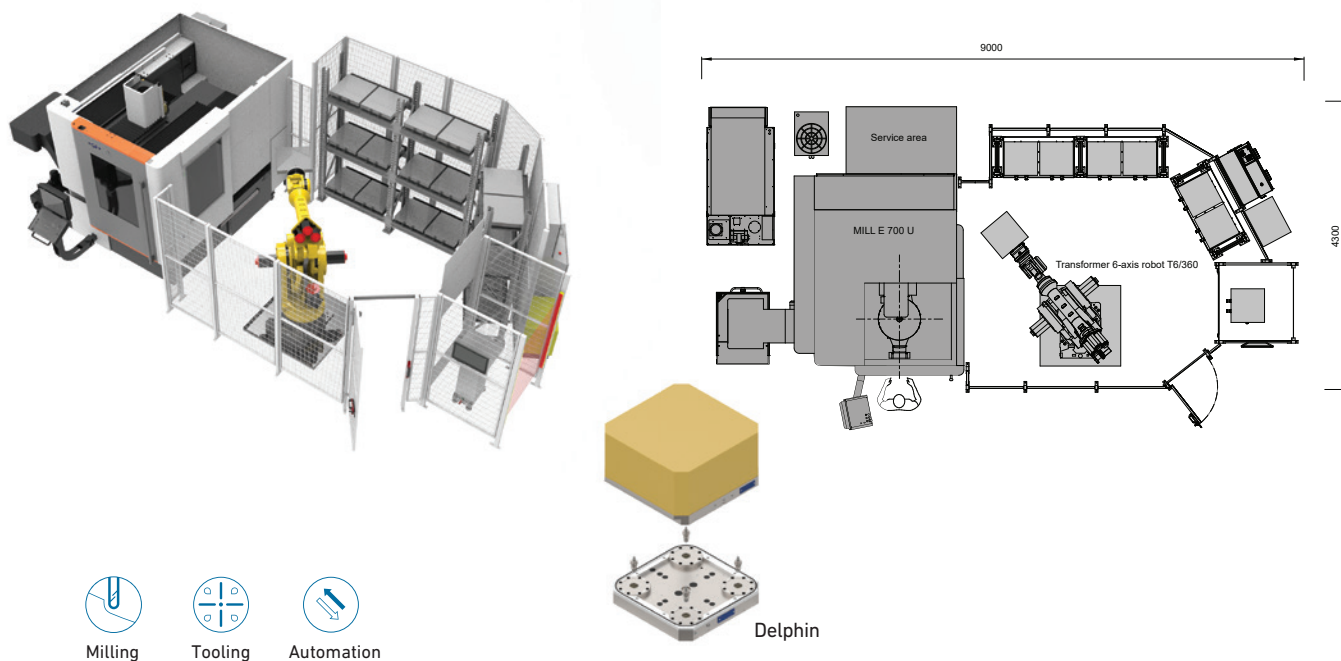 9000
4300
Service area
MILL E 700 U
Transformer 6-axis robot T6/360
Delphin
Milling
Tooling
Automation